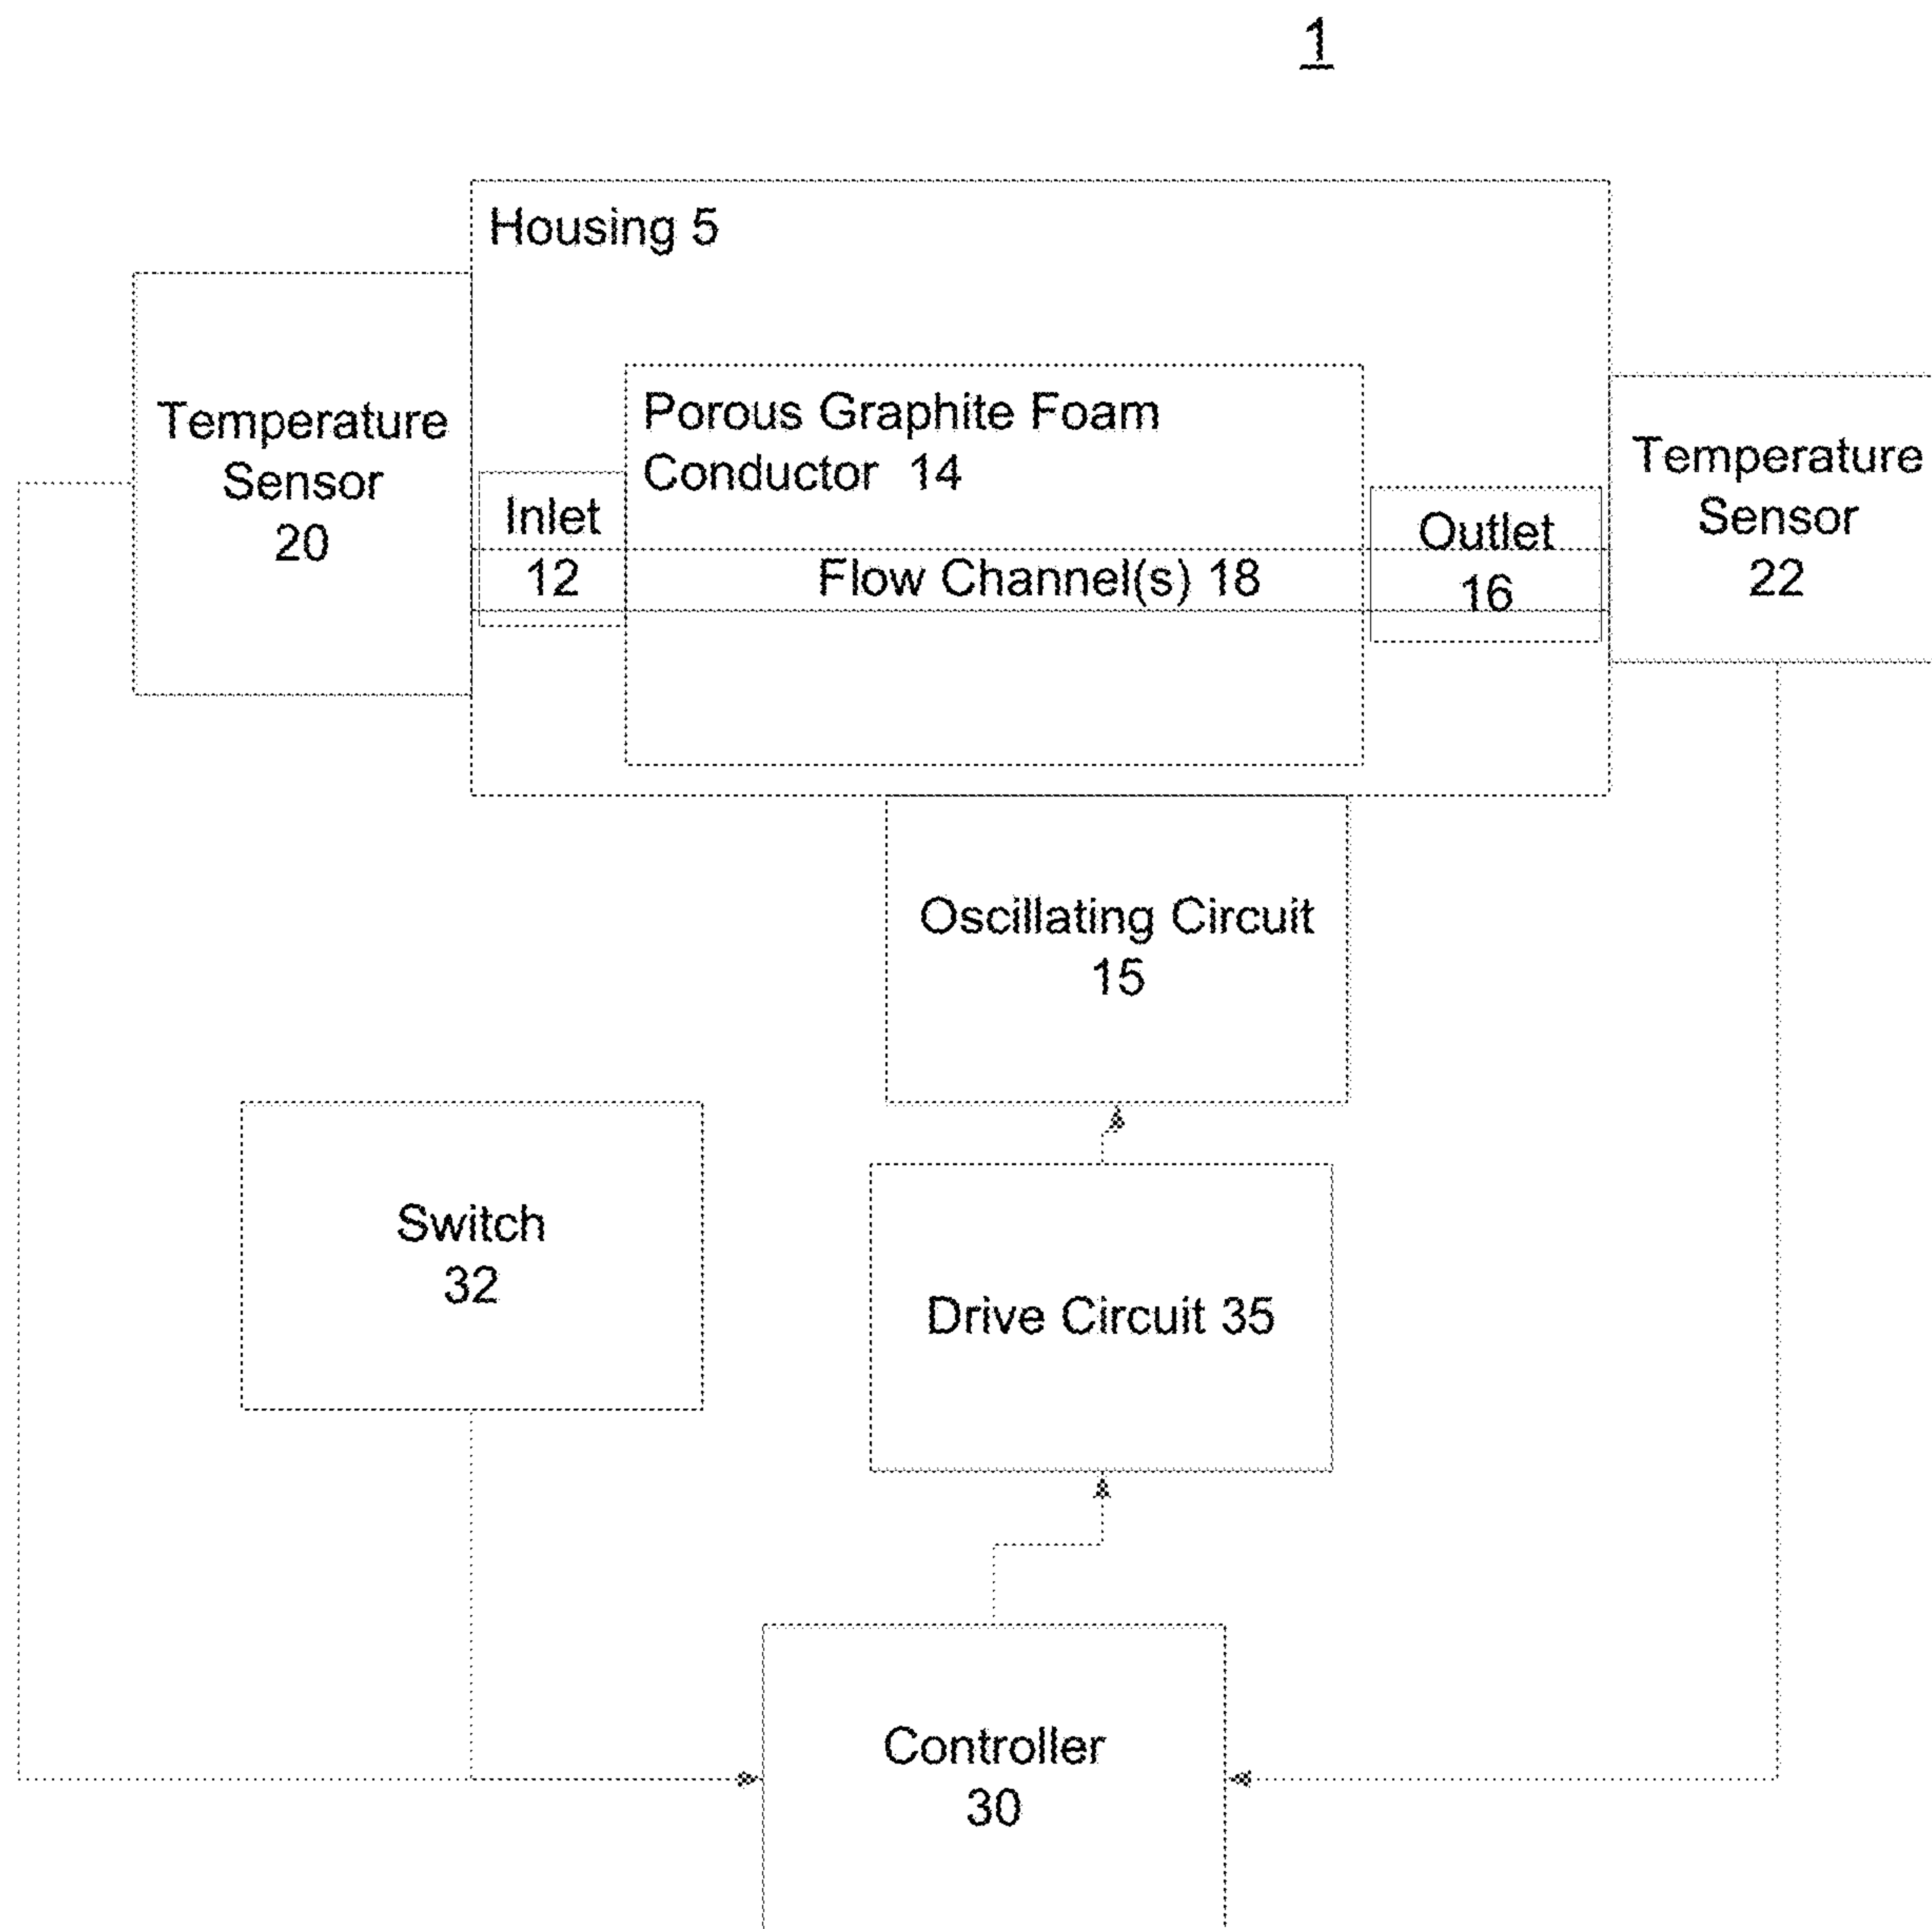 1
Housing 5
Temperature
Sensor
20
Porous Graphite Foam
Conductor 14
Inlet
12
Flow Channel(s) 18
Outlet
16
Temperature
Sensor
22
Oscillating Circuit
15
Switch
32
Drive Circuit 35
Controller
30